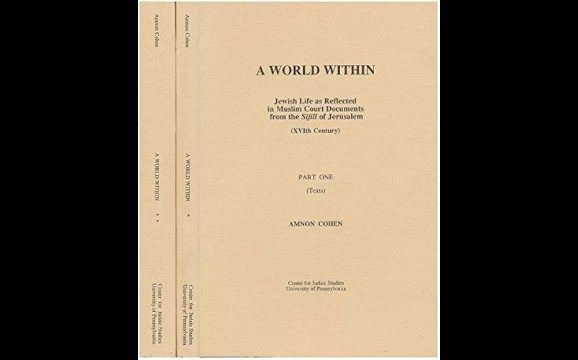 Amnon Cohen
A WORLD WITHIN
* *
Center for Judaic Studies
University of Pennsylvania
Amnon Cohen
A WORLD WITHIN
*
Center for Judaic Studies
University of Pennsylvania
A WORLD WITHIN
Jewish Life as Reflected
in Muslim Court Documents
from the Sijill of Jerusalem
(XVIth Century)
PART ONE
(Texts)
AMNON COHEN
Center for Judaic Studies
University of Pennsylvania